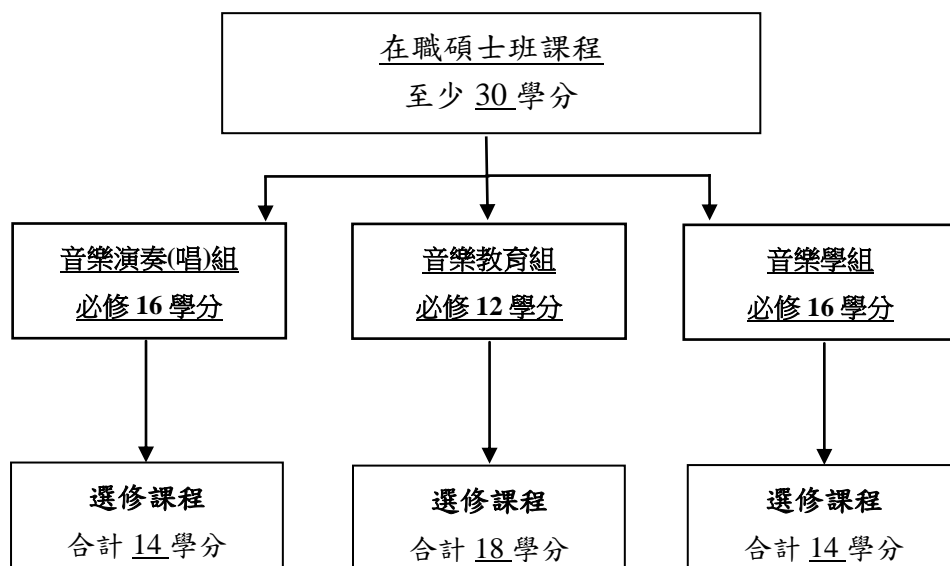 在職碩士班課程
至少 30 學分
音樂演奏(唱)組
必修 16 學分
音樂教育組
必修 12 學分
音樂學組
必修 16 學分
選修課程
合計 14 學分
選修課程
合計 18 學分
選修課程
合計 14 學分